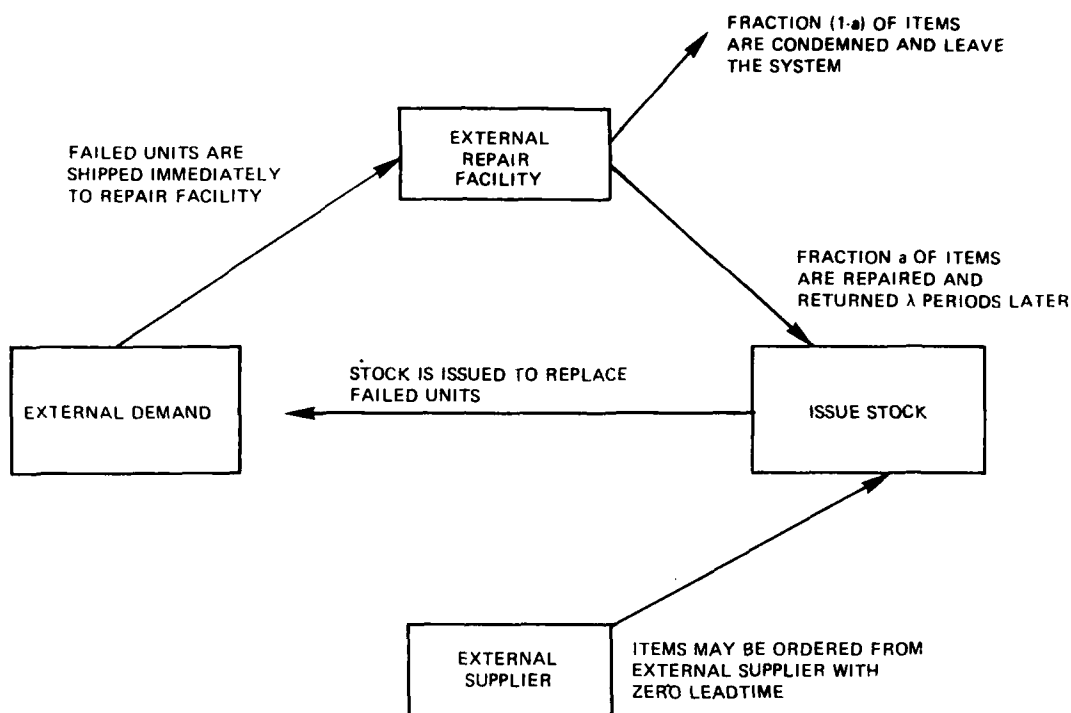 FRACTION (1-a) OF ITEMS
ARE CONDEMNED AND LEAVE
THE SYSTEM
EXTERNAL
REPAIR
FACILITY
FAILED UNITS ARE
SHIPPED IMMEDIATELY
TO REPAIR FACILITY
FRACTION a OF ITEMS
ARE REPAIRED AND
RETURNED λ PERIODS LATER
STOCK IS ISSUED TO REPLACE
FAILED UNITS
EXTERNAL DEMAND
ISSUE STOCK
EXTERNAL
SUPPLIER
ITEMS MAY BE ORDERED FROM
EXTERNAL SUPPLIER WITH
ZERO LEADTIME